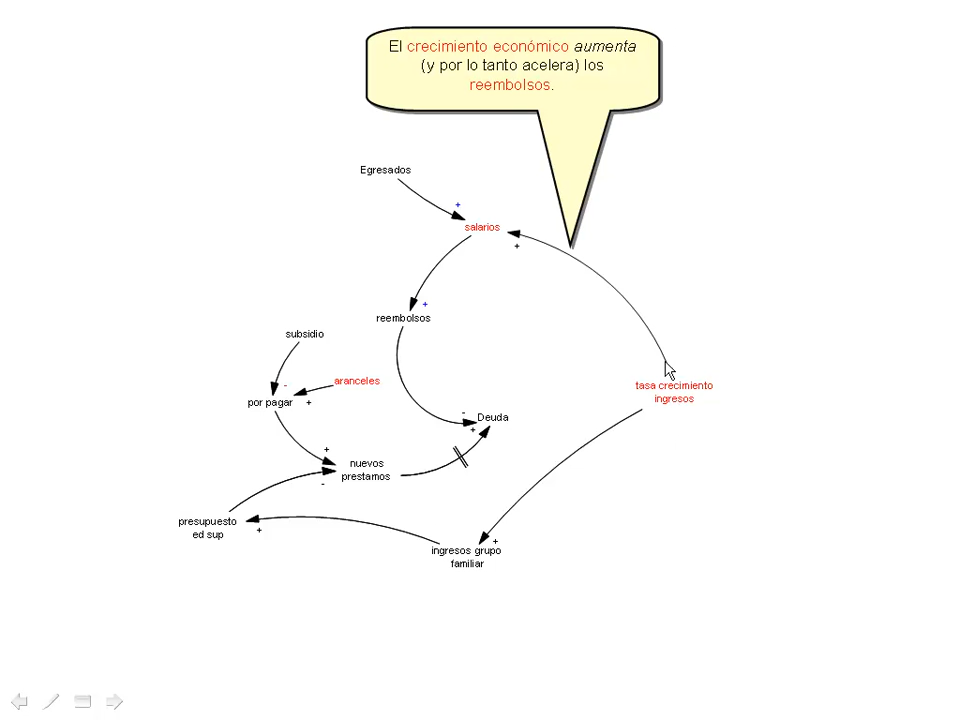 El crecimiento económico aumenta
(y por lo tanto acelera) los
reembolsos.
Egresados
+
salarios
+
+
reembolsos
subsidio
-
aranceles
por pagar
+
tasa crecimiento
ingresos
-
+
Deuda
+
nuevos
prestamos
-
presupuesto
ed sup
+
+
ingresos grupo
familiar